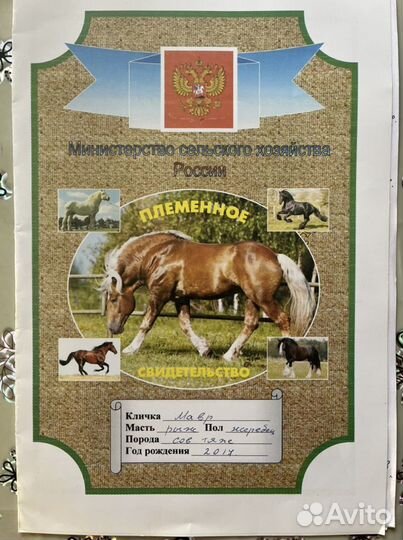 Министерство сельского хозяйства
России
ПЛЕМЕННОЕ
СВИДЕТЕЛЬСТВО
Кличка Мавр
Масть рыж Пол жеребец
Порода сов тяж
Год рождения 2017
Avito